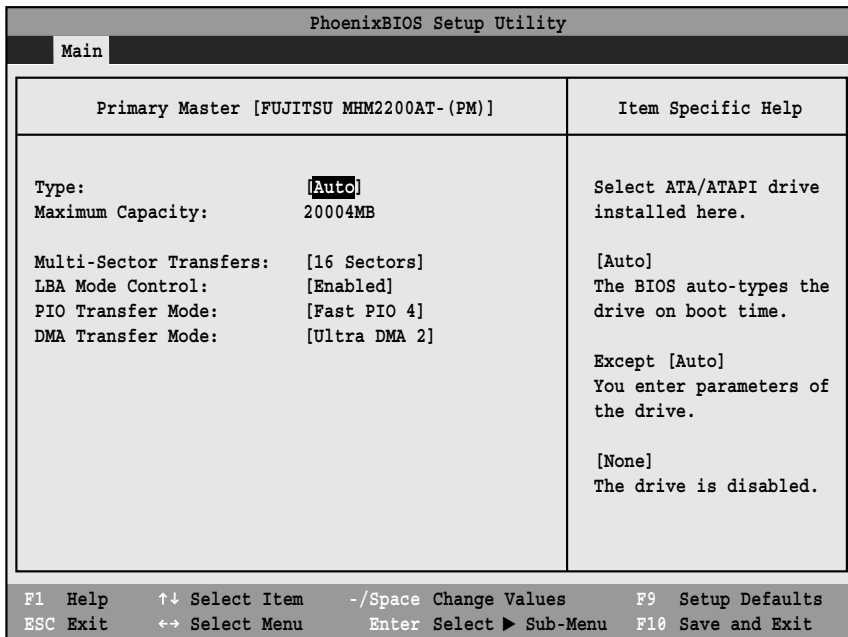 PhoenixBIOS Setup Utility
Main
Primary Master [FUJITSU MHM2200AT-(PM)]
Item Specific Help
Type: [Auto]
Maximum Capacity: 20004MB
Multi-Sector Transfers: [16 Sectors]
LBA Mode Control: [Enabled]
PIO Transfer Mode: [Fast PIO 4]
DMA Transfer Mode: [Ultra DMA 2]
Select ATA/ATAPI drive
installed here.
[Auto]
The BIOS auto-types the
drive on boot time.
Except [Auto]
You enter parameters of
the drive.
[None]
The drive is disabled.
F1 Help ↑↓ Select Item -/Space Change Values F9 Setup Defaults
ESC Exit ←→ Select Menu Enter Select ▶ Sub-Menu F10 Save and Exit